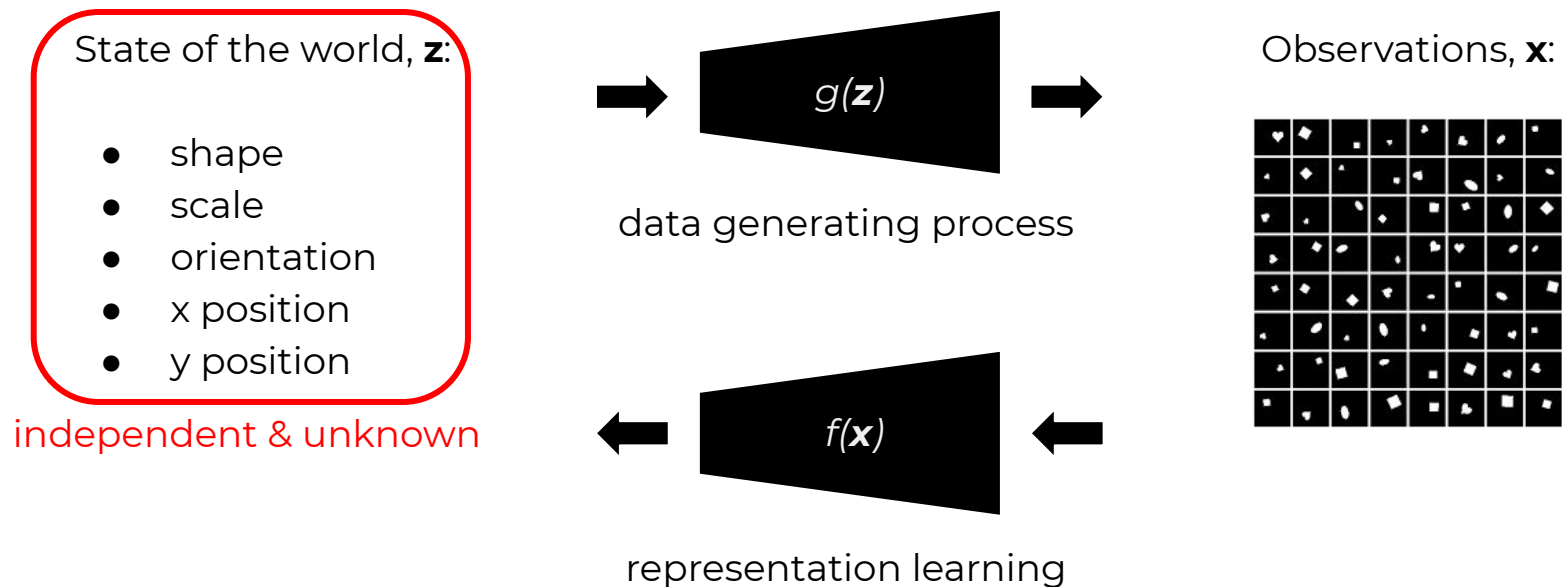 State of the world, z:
• shape
• scale
• orientation
• x position
• y position
independent & unknown
g(z)
data generating process
f(x)
representation learning
Observations, x: